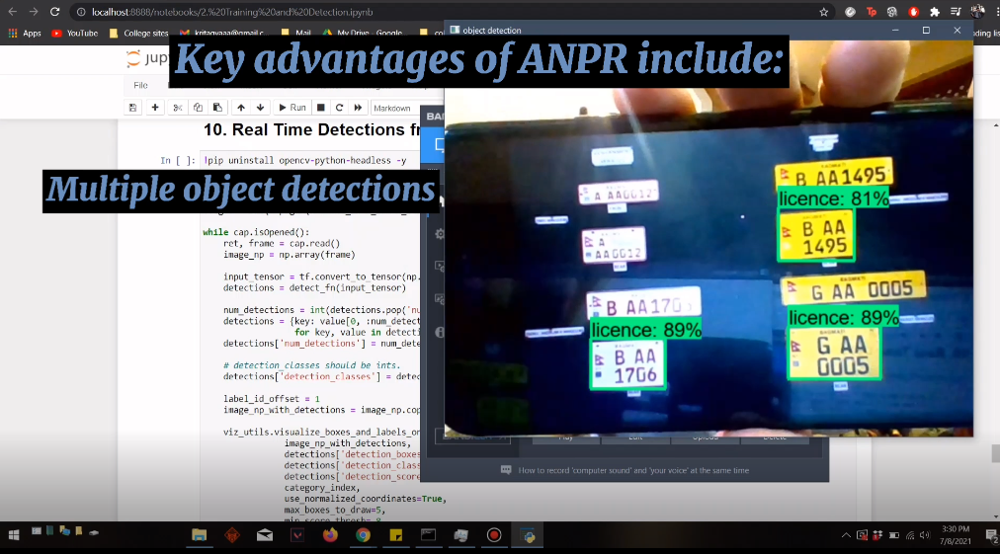 localhost:8888/notebooks/2.%20Training%20and%20Detection.ipynb
Apps
YouTube
College sites
kritagyaaa@gmail.c
Mail
My Drive - Google
object detection
Key advantages of ANPR include:
File
Run
Markdown
10. Real Time Detections fr
In [ ]:
!pip uninstall opencv-python-headless -y
Multiple object detections
while cap.isOpened():
ret, frame = cap.read()
image_np = np.array(frame)
input_tensor = tf.convert_to_tensor(np.
detections = detect_fn(input_tensor)
num_detections = int(detections.pop('nu
detections = {key: value[0, :num_detect
for key, value in detecti
detections['num_detections'] = num_dete
# detection_classes should be ints.
detections['detection_classes'] = detec
label_id_offset = 1
image_np_with_detections = image_np.cop
viz_utils.visualize_boxes_and_labels_on
image_np_with_detections,
detections['detection_boxes
detections['detection_clas
detections['detection_score
category_index,
use_normalized_coordinates=True,
max_boxes_to_draw=5,
A AA0012
A
AA0012
B AA170
licence: 89%
B AA
1706
B AA1495
licence: 81%
B AA
1495
G AA 0005
licence: 89%
G AA
0005
Edit
How to record 'computer sound' and 'your voice' at the same time
3:30 PM
7/8/2021